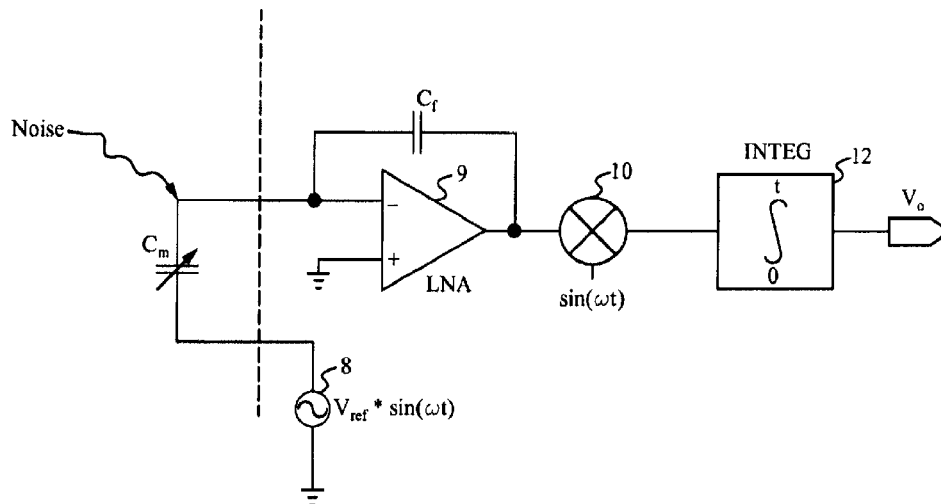 C_f
Noise
9
10
INTEG
12
t
∫
0
V_o
−
+
C_m
LNA
sin(ωt)
8
V_ref * sin(ωt)